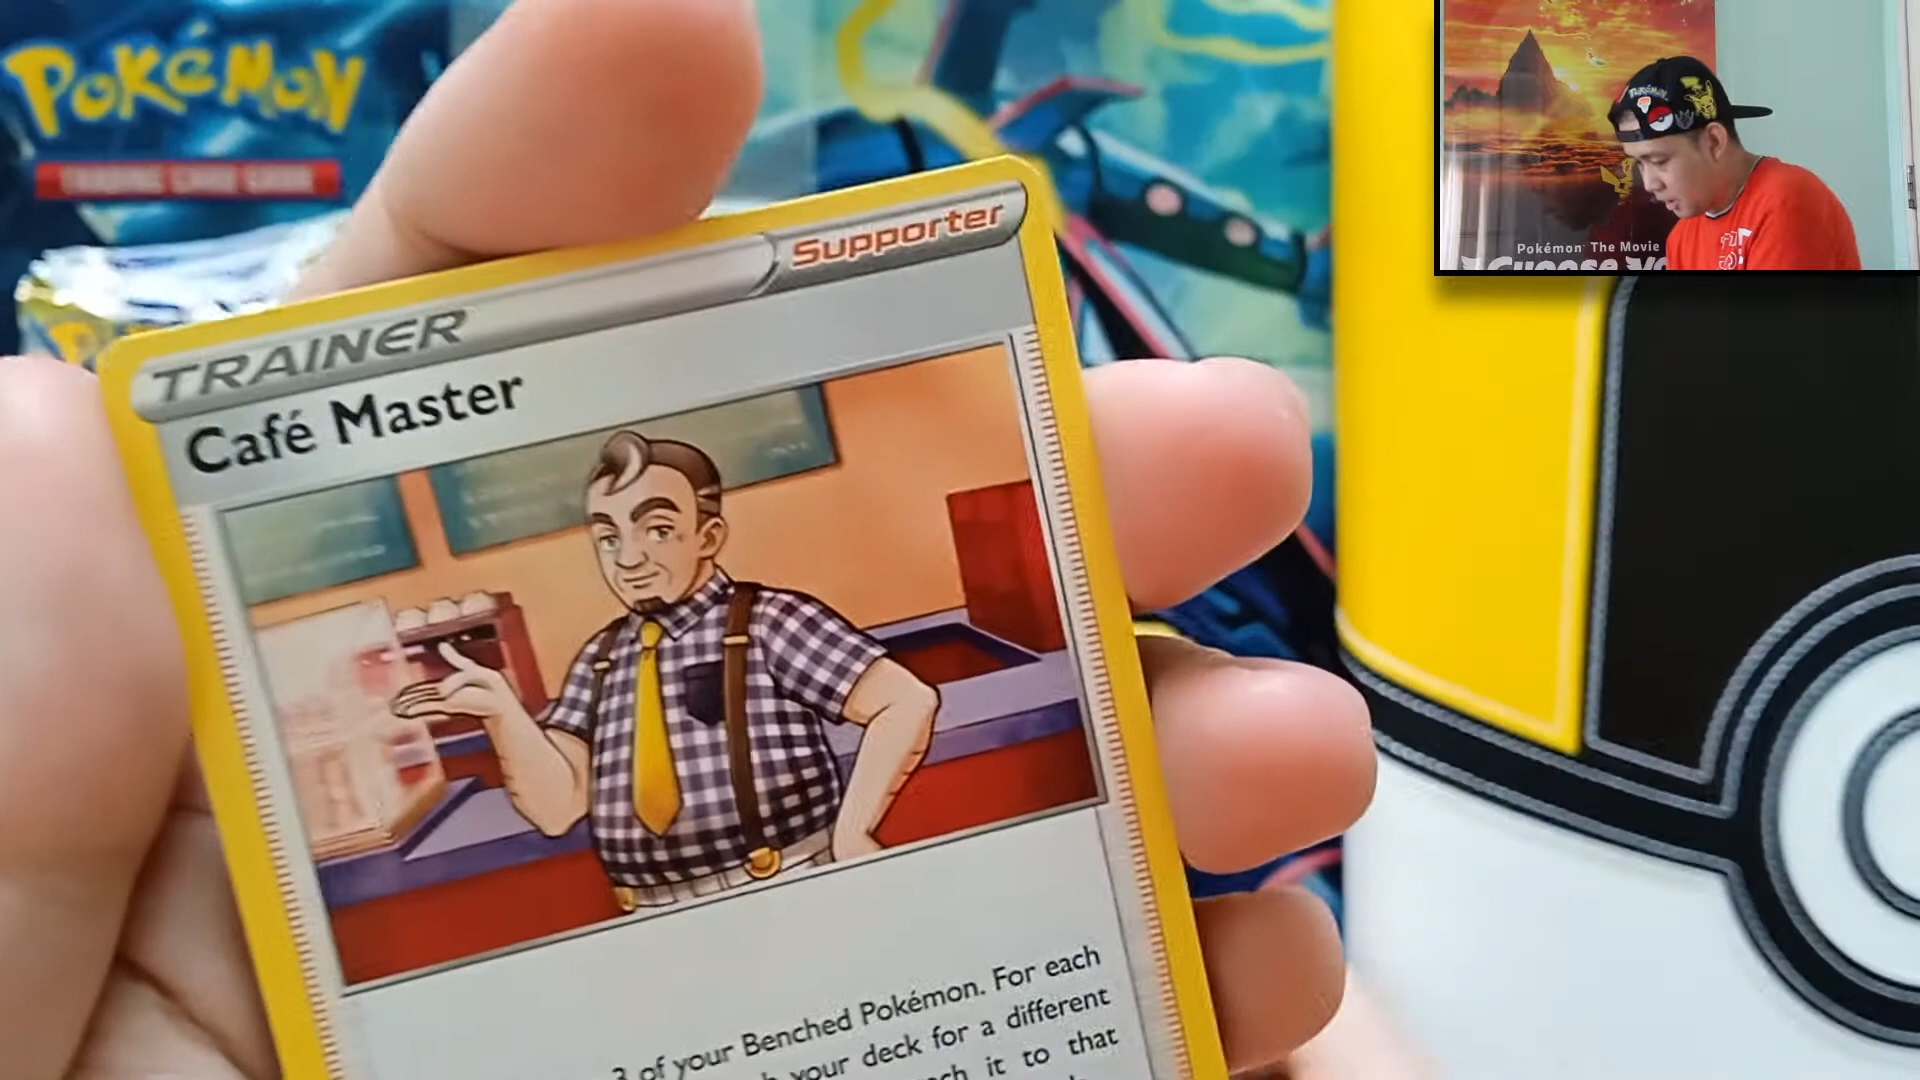 POKÉMON
TRADING CARD GAME
Supporter
TRAINER
Café Master
3 of your Benched Pokémon. For each
your deck for a different
it to that
POKÉMON
Pokémon The Movie